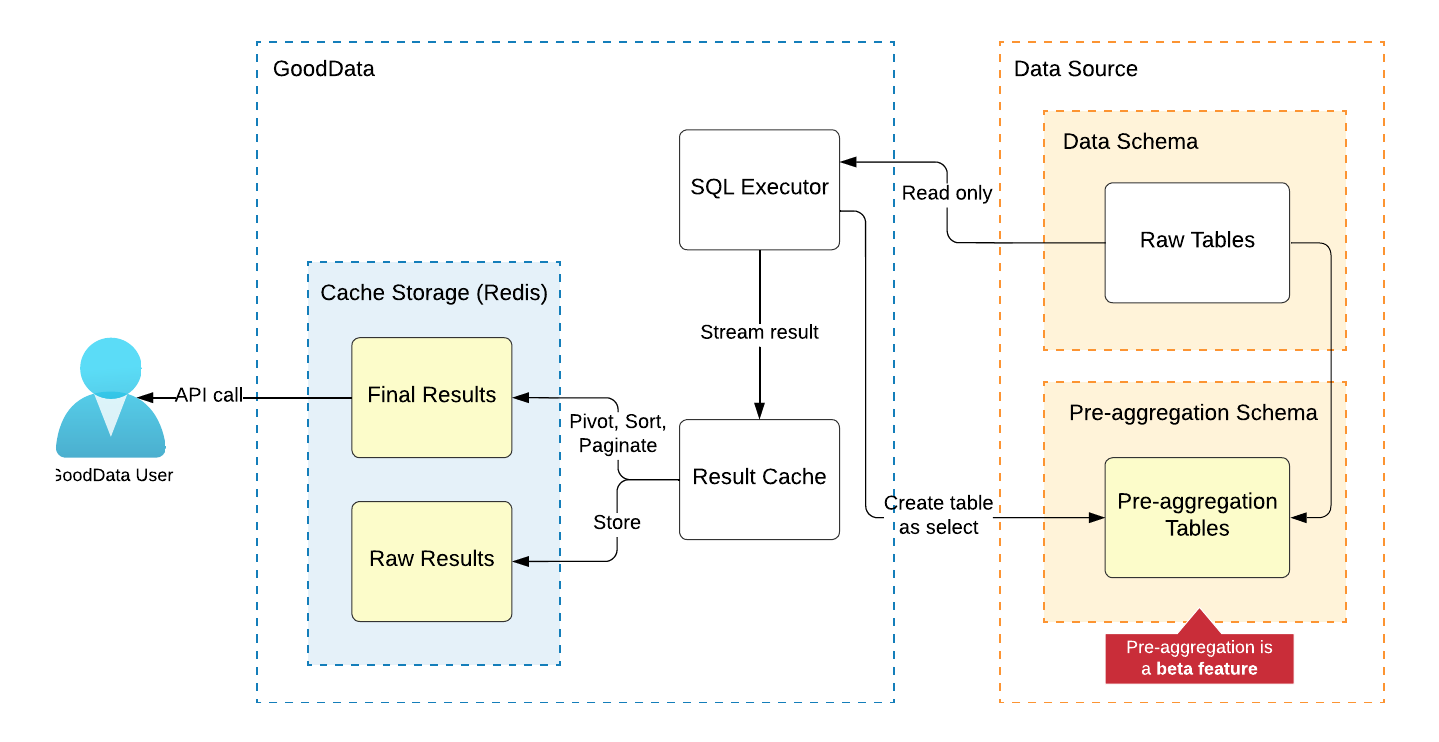 GoodData
Data Source
Data Schema
SQL Executor
Read only
Raw Tables
Cache Storage (Redis)
Stream result
API call
Final Results
Pivot, Sort,
Paginate
Pre-aggregation Schema
GoodData User
Result Cache
Create table
as select
Pre-aggregation
Tables
Store
Raw Results
Pre-aggregation is
a beta feature